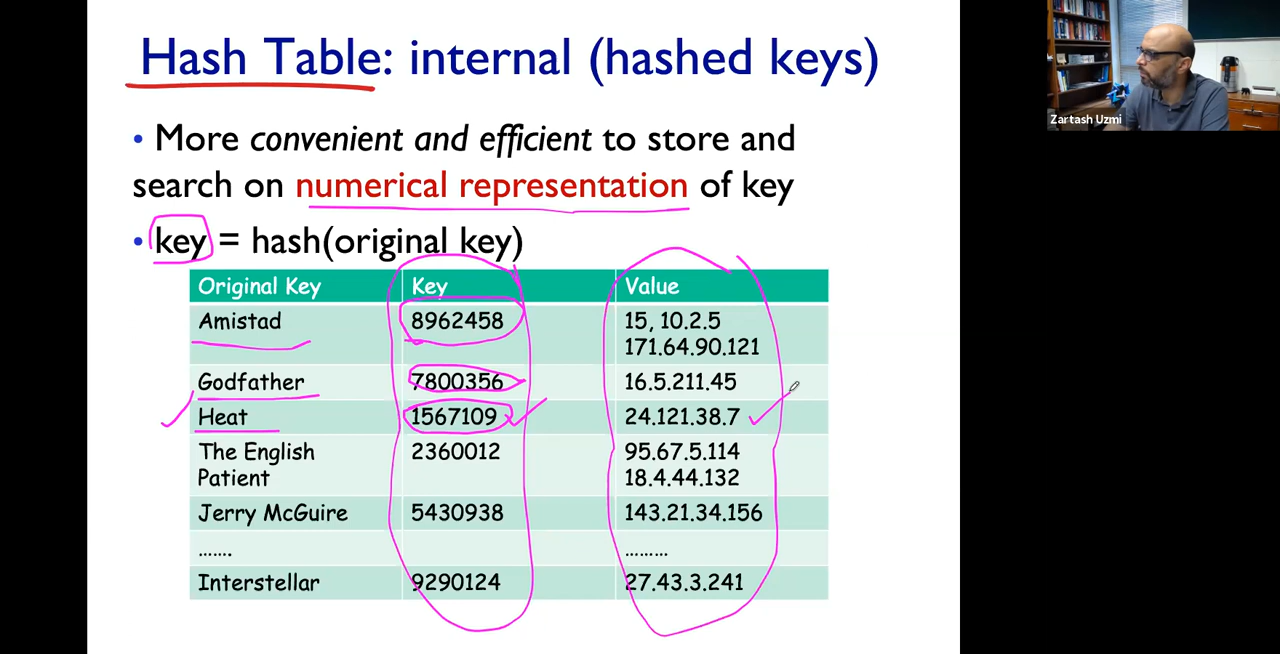 Hash Table: internal (hashed keys)
• More convenient and efficient to store and
search on numerical representation of key
• key = hash(original key)
Original Key Key Value
Amistad 8962458 15, 10.2.5
171.64.90.121
Godfather 7800356 16.5.211.45
Heat 1567109 24.121.38.7
The English 2360012 95.67.5.114
Patient 18.4.44.132
Jerry McGuire 5430938 143.21.34.156
……. ………
Interstellar 9290124 27.43.3.241
Zartash Uzmi